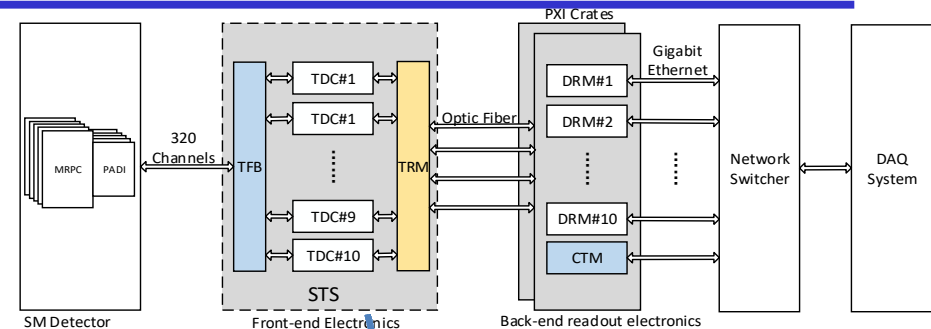 PXI Crates
Gigabit
Ethernet
TDC#1
DRM#1
TDC#1
Optic Fiber
DRM#2
320
Channels
MRPC
PADI
TFB
......
TRM
......
......
Network
Switcher
DAQ
System
TDC#9
DRM#10
TDC#10
CTM
STS
SM Detector
Front-end Electronics
Back-end readout electronics